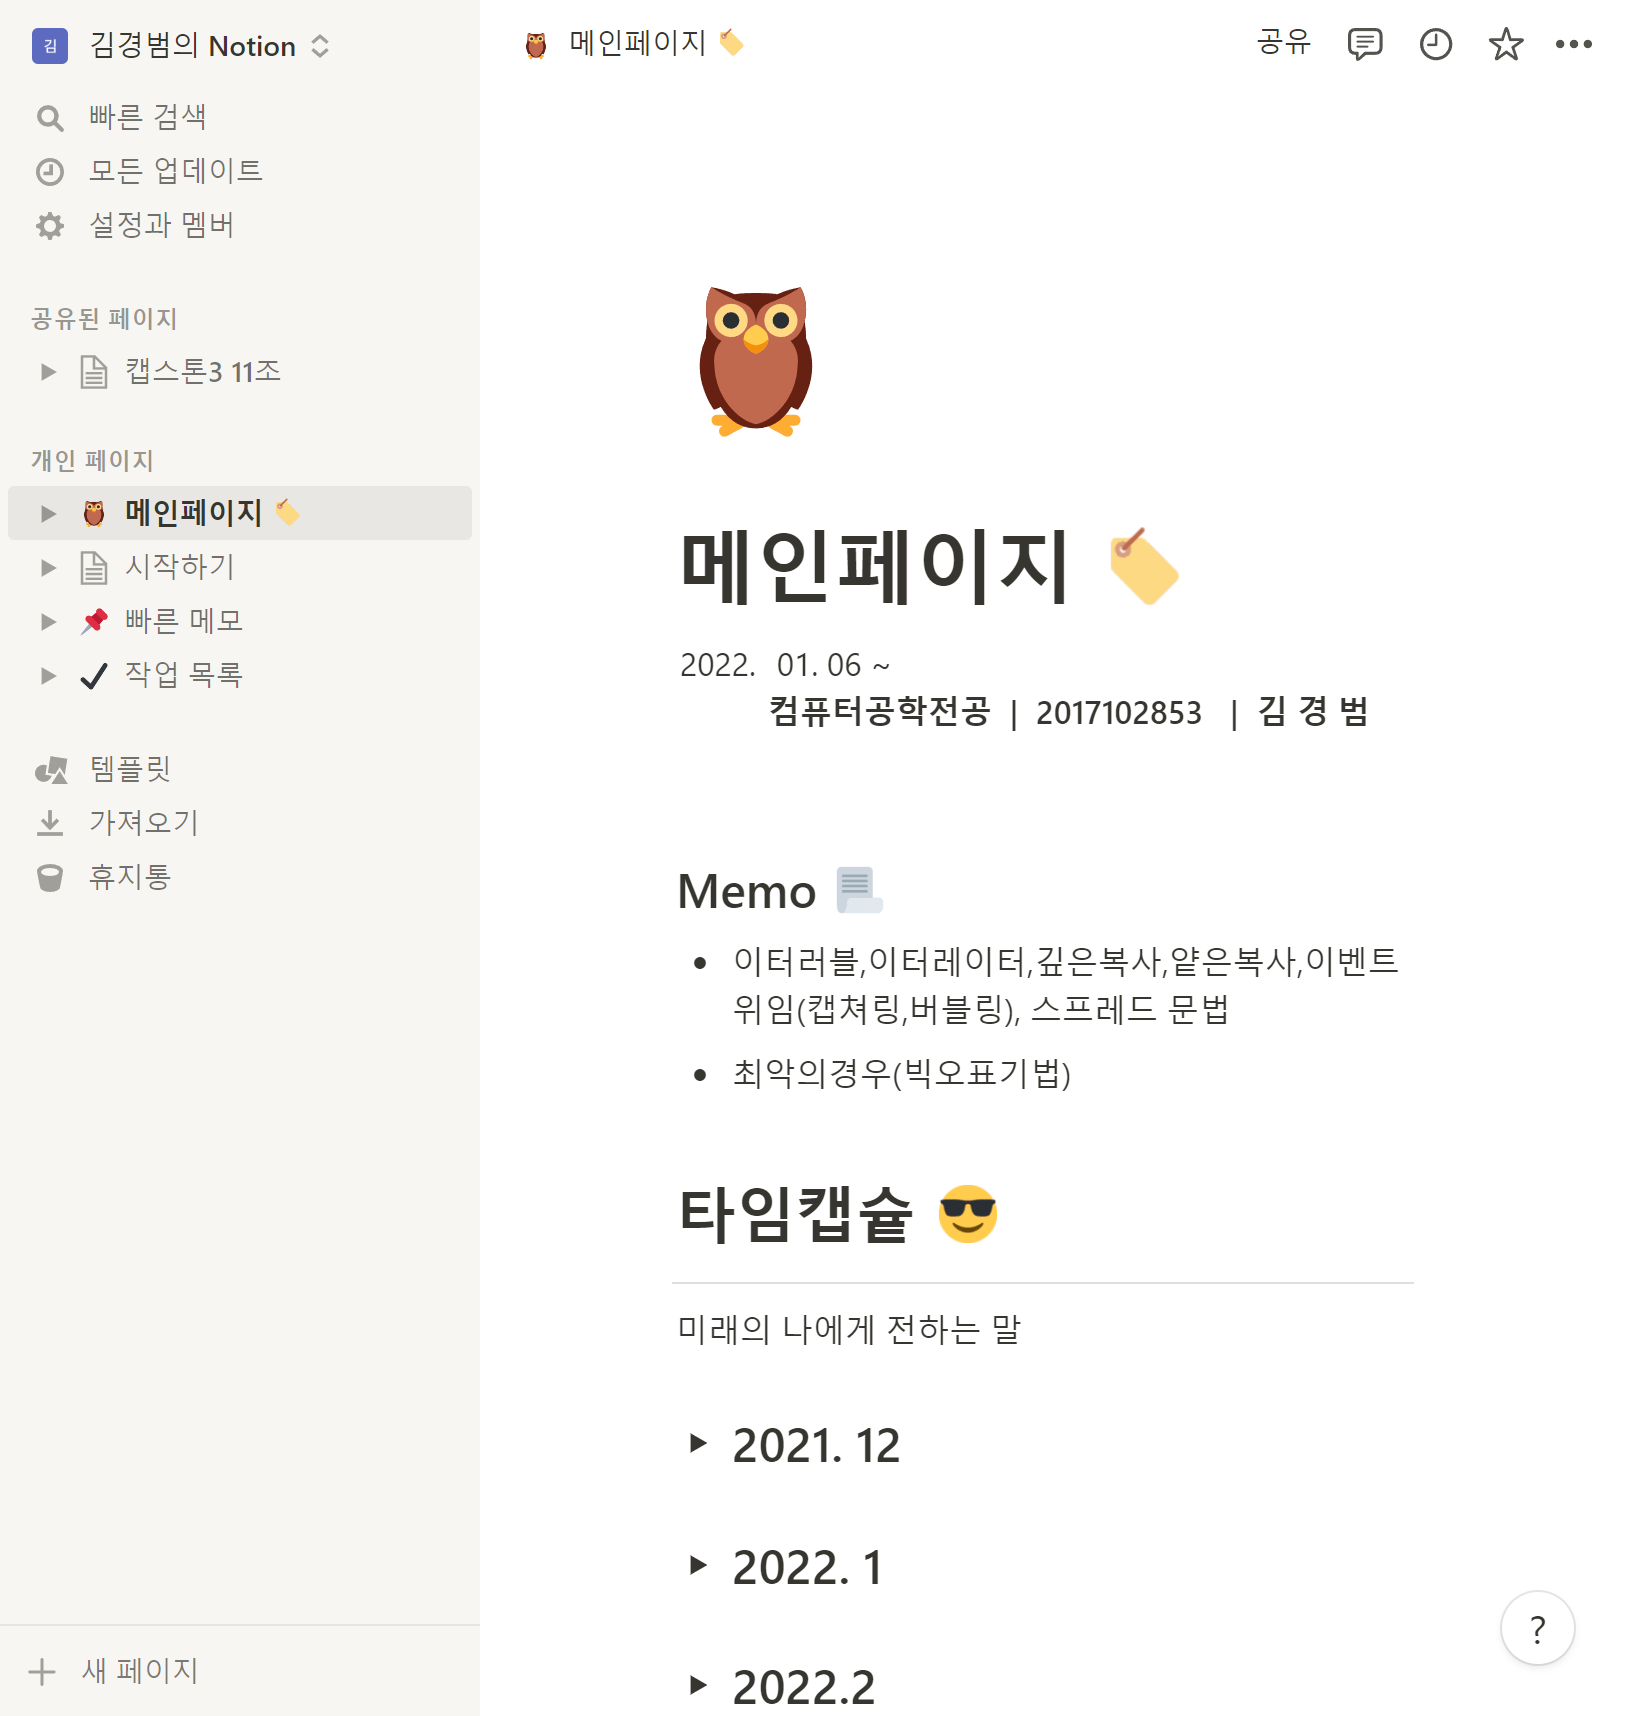 김 김경범의 Notion
빠른 검색
모든 업데이트
설정과 멤버
공유된 페이지
캡스톤3 11조
개인 페이지
메인페이지
시작하기
빠른 메모
작업 목록
템플릿
가져오기
휴지통
새 페이지
메인페이지
공유
메인페이지
2022. 01. 06 ~
컴퓨터공학전공 | 2017102853 | 김 경 범
Memo
• 이터러블,이터레이터,깊은복사,얕은복사,이벤트
위임(캡쳐링,버블링), 스프레드 문법
• 최악의경우(빅오표기법)
타임캡슐
미래의 나에게 전하는 말
2021. 12
2022. 1
2022.2
?